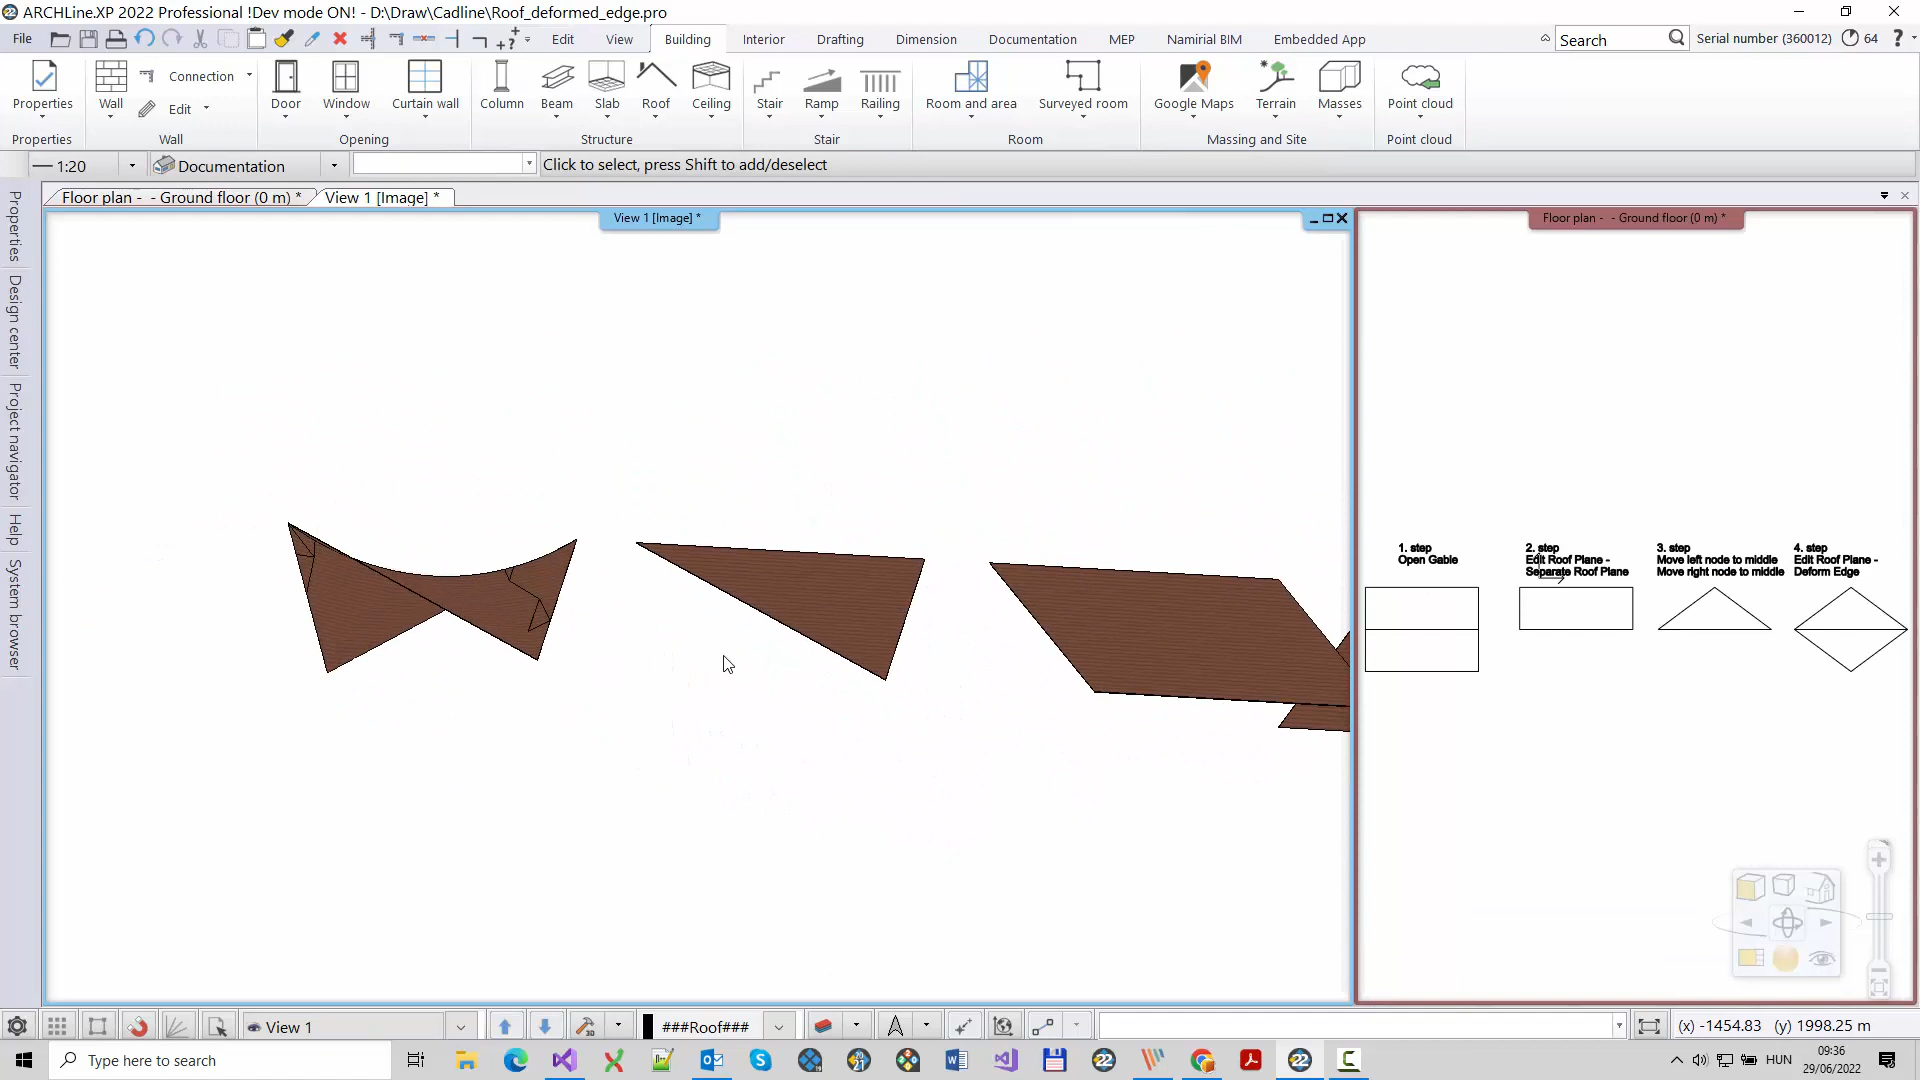 ARCHLine.XP 2022 Professional !Dev mode ON! - D:\Draw\Cadline\Roof_deformed_edge.pro
File
Edit
View
Building
Interior
Drafting
Dimension
Documentation
MEP
Namirial BIM
Embedded App
Search
Serial number (360012)
64
?
Properties
Wall
Connection
Edit
Door
Window
Curtain wall
Column
Beam
Slab
Roof
Ceiling
Stair
Ramp
Railing
Room and area
Surveyed room
Google Maps
Terrain
Masses
Point cloud
Properties
Wall
Opening
Structure
Stair
Room
Massing and Site
Point cloud
1:20
Documentation
Click to select, press Shift to add/deselect
Floor plan - - Ground floor (0 m) *
View 1 [Image] *
View 1 [Image] *
Floor plan - - Ground floor (0 m) *
Properties
Design center
Project navigator
Help
System browser
1. step
Open Gable
2. step
Edit Roof Plane -
Separate Roof Plane
3. step
Move left node to middle
Move right node to middle
4. step
Edit Roof Plane -
Deform Edge
View 1
###Roof###
(x) -1454.83 (y) 1998.25 m
Type here to search
HUN
09:36
29/06/2022